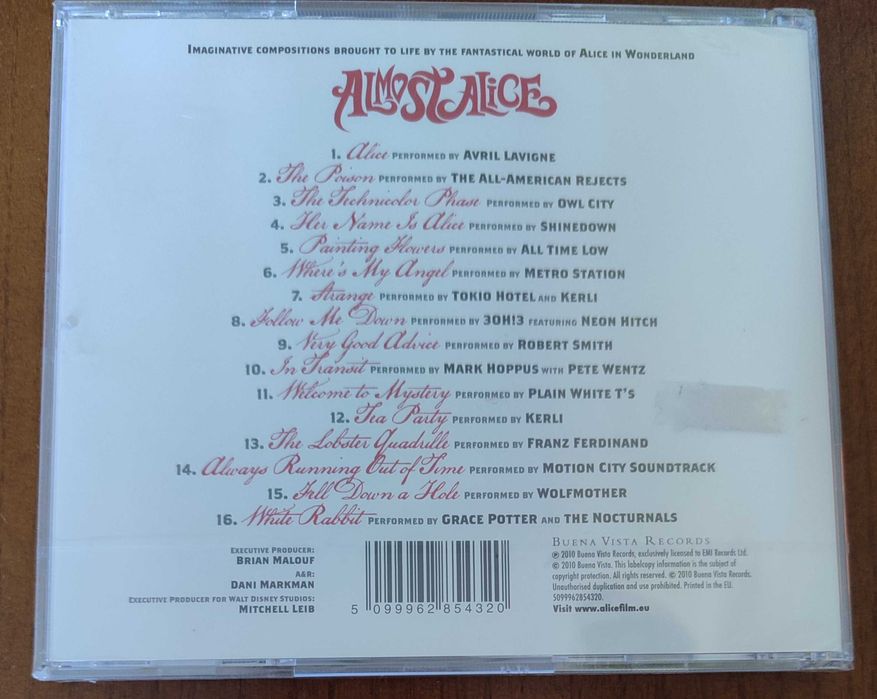 Imaginative compositions brought to life by the fantastical world of Alice in Wonderland
ALMOST ALICE
1. Alice performed by Avril Lavigne
2. The Poison performed by The All-American Rejects
3. The Technicolor Phase performed by Owl City
4. Her Name Is Alice performed by Shinedown
5. Painting Flowers performed by All Time Low
6. Where's My Angel performed by Metro Station
7. Strange performed by Tokio Hotel and Kerli
8. Follow Me Down performed by 3OH!3 featuring Neon Hitch
9. Very Good Advice performed by Robert Smith
10. In Transit performed by Mark Hoppus with Pete Wentz
11. Welcome to Mystery performed by Plain White T's
12. Tea Party performed by Kerli
13. The Lobster Quadrille performed by Franz Ferdinand
14. Always Running Out of Time performed by Motion City Soundtrack
15. Fell Down a Hole performed by Wolfmother
16. White Rabbit performed by Grace Potter and The Nocturnals
Executive Producer:
Brian Malouf
A&R:
Dani Markman
Executive Producer for Walt Disney Studios:
Mitchell Leib
5 099962 854320
Buena Vista Records
℗ 2010 Buena Vista Records, exclusively licensed to EMI Records Ltd.
© 2010 Buena Vista. This labelcopy information is the subject of
copyright protection. All rights reserved. © 2010 Buena Vista Records.
Unauthorised duplication and use prohibited. Printed in the EU.
5099962854320.
Visit www.alicefilm.eu